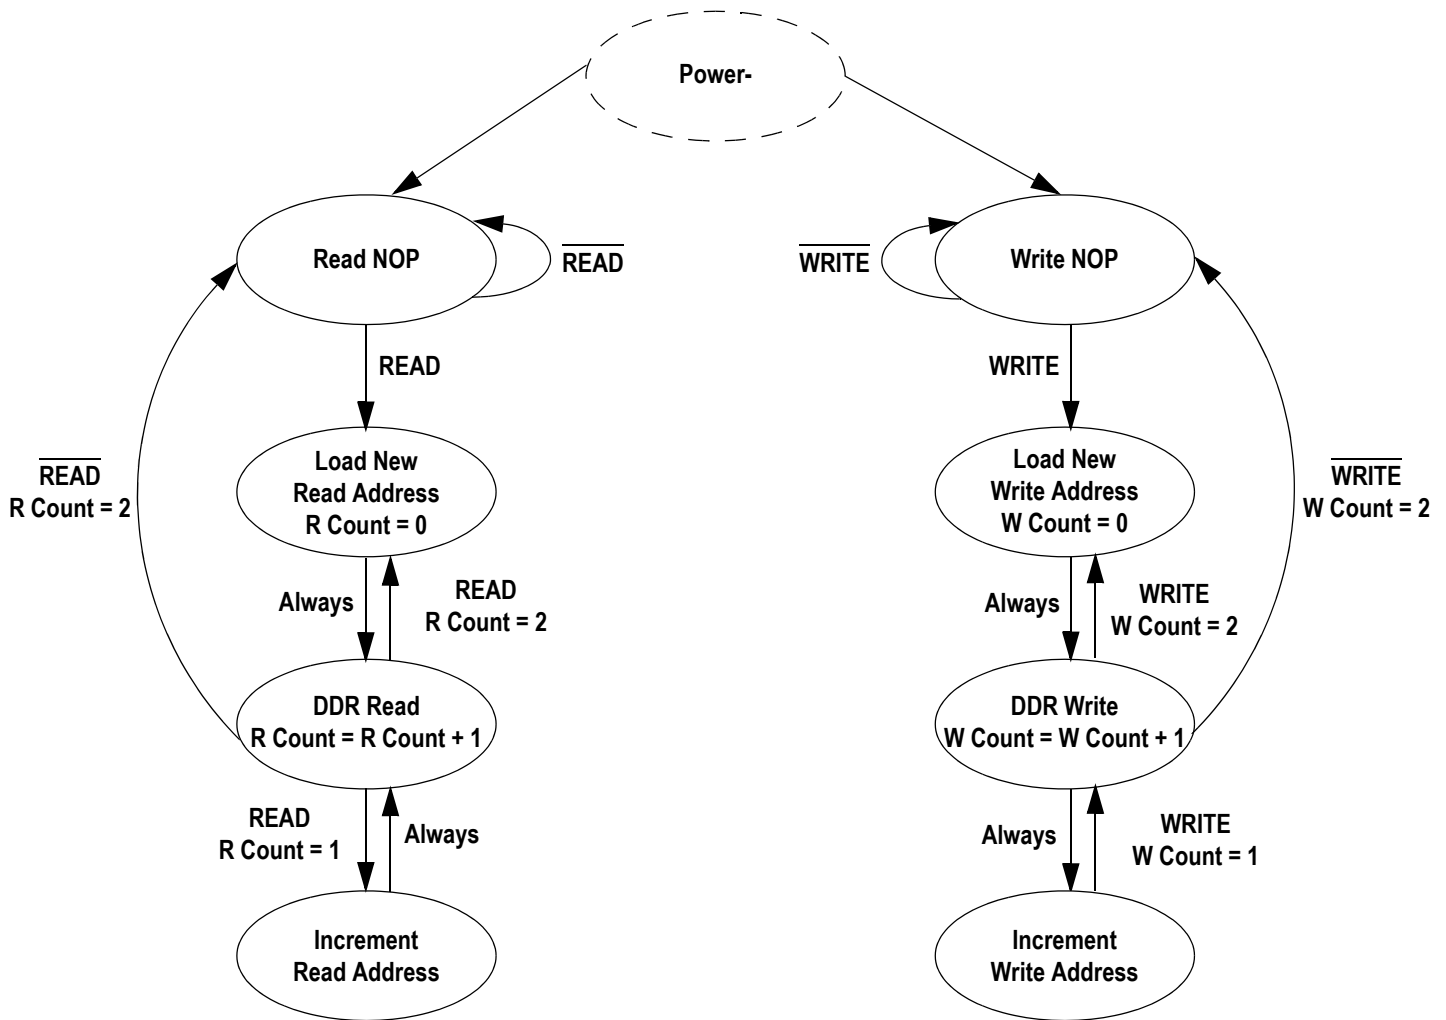 Power-
Read NOP
READ
READ
Load New
Read Address
R Count = 0
READ
R Count = 2
Always
READ
R Count = 2
DDR Read
R Count = R Count + 1
READ
R Count = 1
Always
Increment
Read Address
WRITE
Write NOP
WRITE
Load New
Write Address
W Count = 0
WRITE
W Count = 2
Always
WRITE
W Count = 2
DDR Write
W Count = W Count + 1
Always
WRITE
W Count = 1
Increment
Write Address